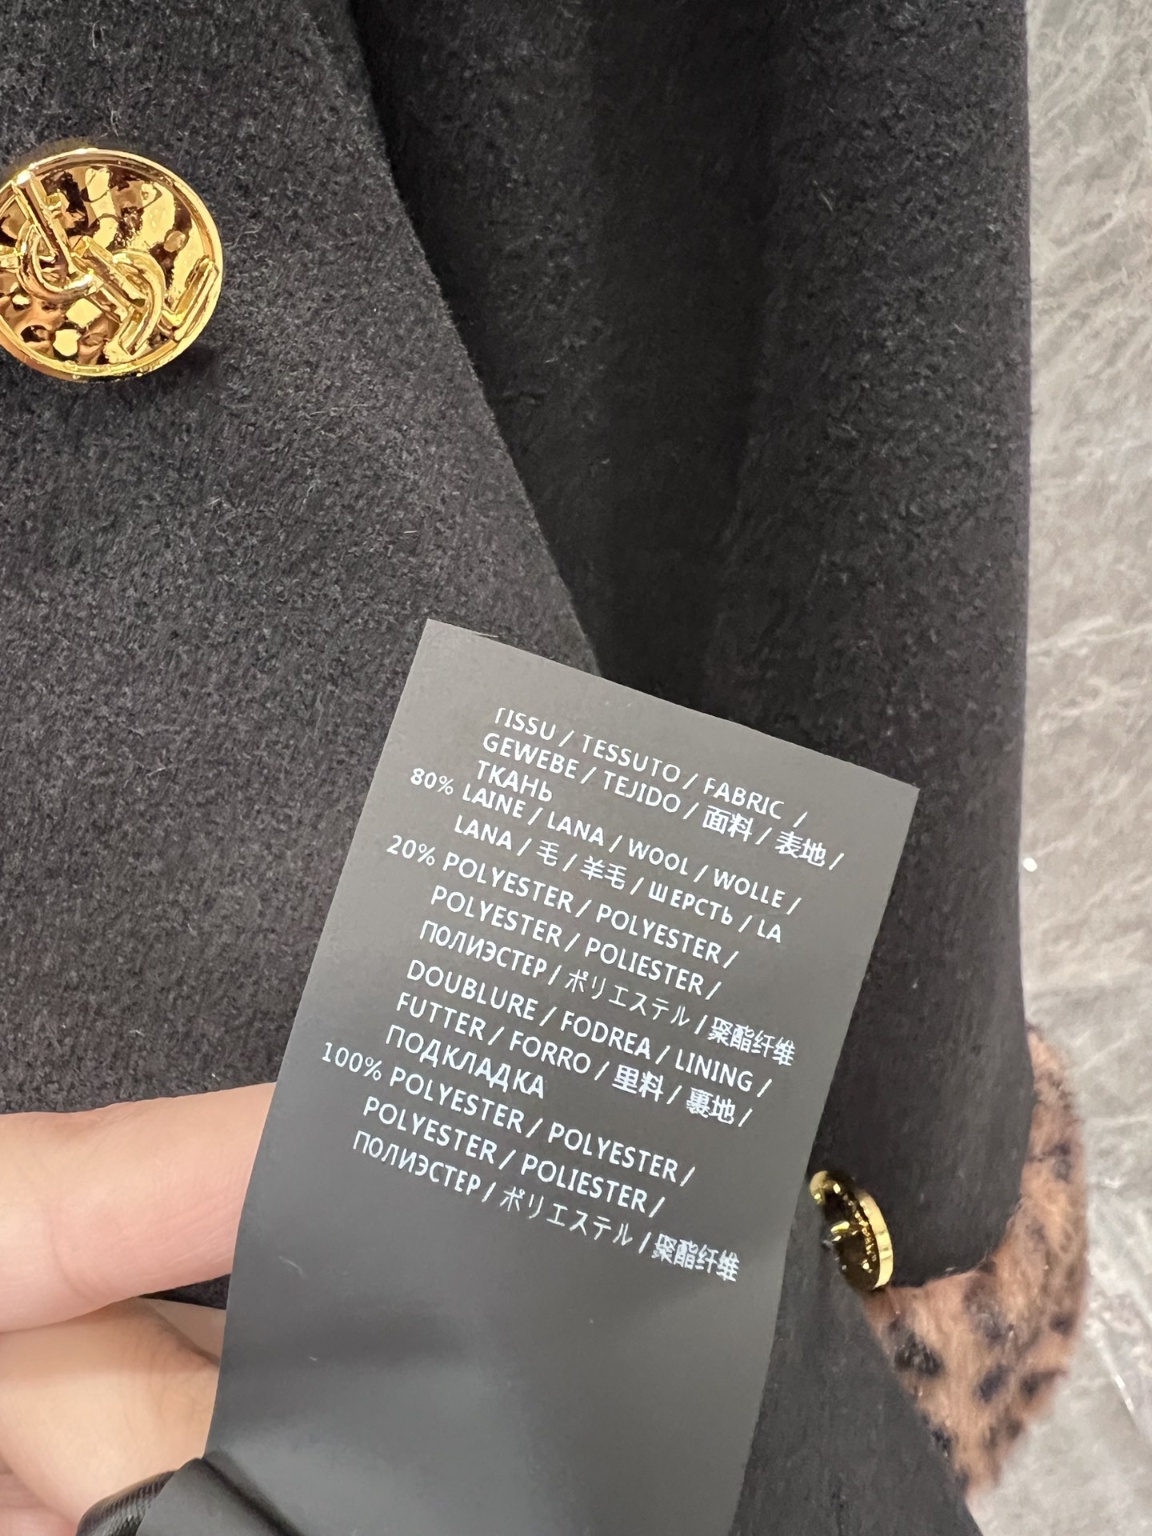 TISSU / TESSUTO / FABRIC /
GEWEBE / TEJIDO / 面料 / 表地 /
ТКАНЬ
80% LAINE / LANA / WOOL / WOLLE /
LANA / 毛 / 羊毛 / ШЕРСТЬ / LA
20% POLYESTER / POLYESTER /
POLYESTER / POLIESTER /
ПОЛИЭСТЕР / ポリエステル / 聚酯纤维
DOUBLURE / FODREA / LINING /
FUTTER / FORRO / 里料 / 裏地 /
ПОДКЛАДКА
100% POLYESTER / POLYESTER /
POLYESTER / POLIESTER /
ПОЛИЭСТЕР / ポリエステル / 聚酯纤维